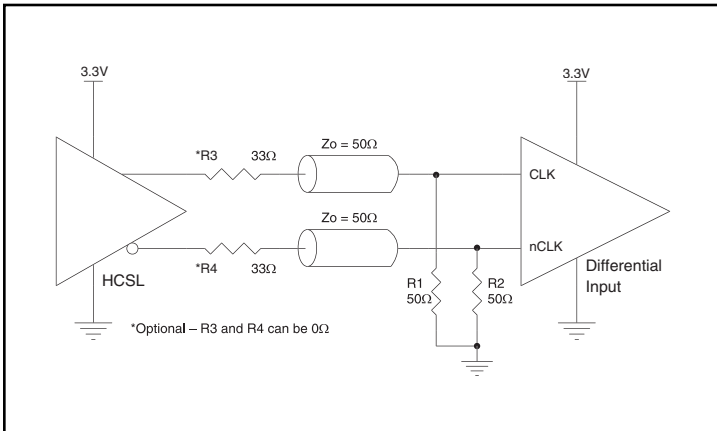 3.3V
3.3V
*R3
33Ω
Zo = 50Ω
CLK
Zo = 50Ω
nCLK
HCSL
*R4
33Ω
R1
50Ω
R2
50Ω
Differential
Input
*Optional – R3 and R4 can be 0Ω